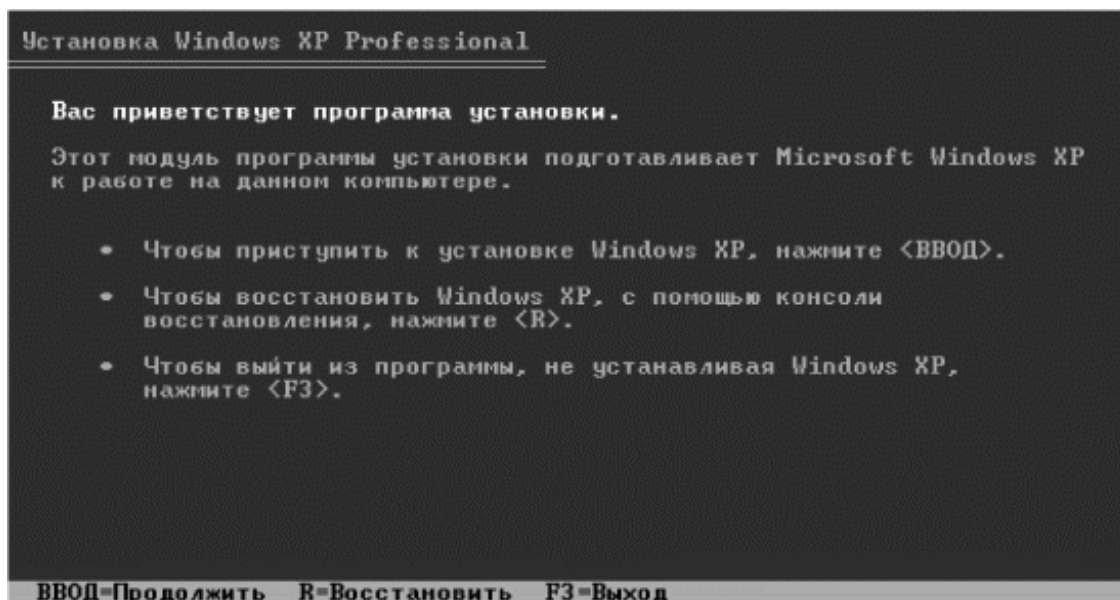 Установка Windows XP Professional
Вас приветствует программа установки.
Этот модуль программы установки подготавливает Microsoft Windows XP
к работе на данном компьютере.
• Чтобы приступить к установке Windows XP, нажмите <ВВОД>.
• Чтобы восстановить Windows XP, с помощью консоли
восстановления, нажмите <R>.
• Чтобы выйти из программы, не устанавливая Windows XP,
нажмите <F3>.
ВВОД=Продолжить R=Восстановить F3=Выход